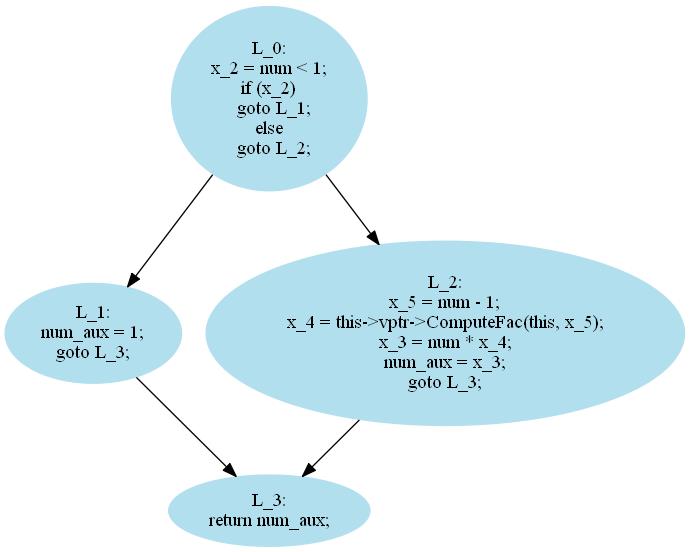 L_0:
x_2 = num < 1;
if (x_2)
goto L_1;
else
goto L_2;
L_1:
num_aux = 1;
goto L_3;
L_2:
x_5 = num - 1;
x_4 = this->vptr->ComputeFac(this, x_5);
x_3 = num * x_4;
num_aux = x_3;
goto L_3;
L_3:
return num_aux;